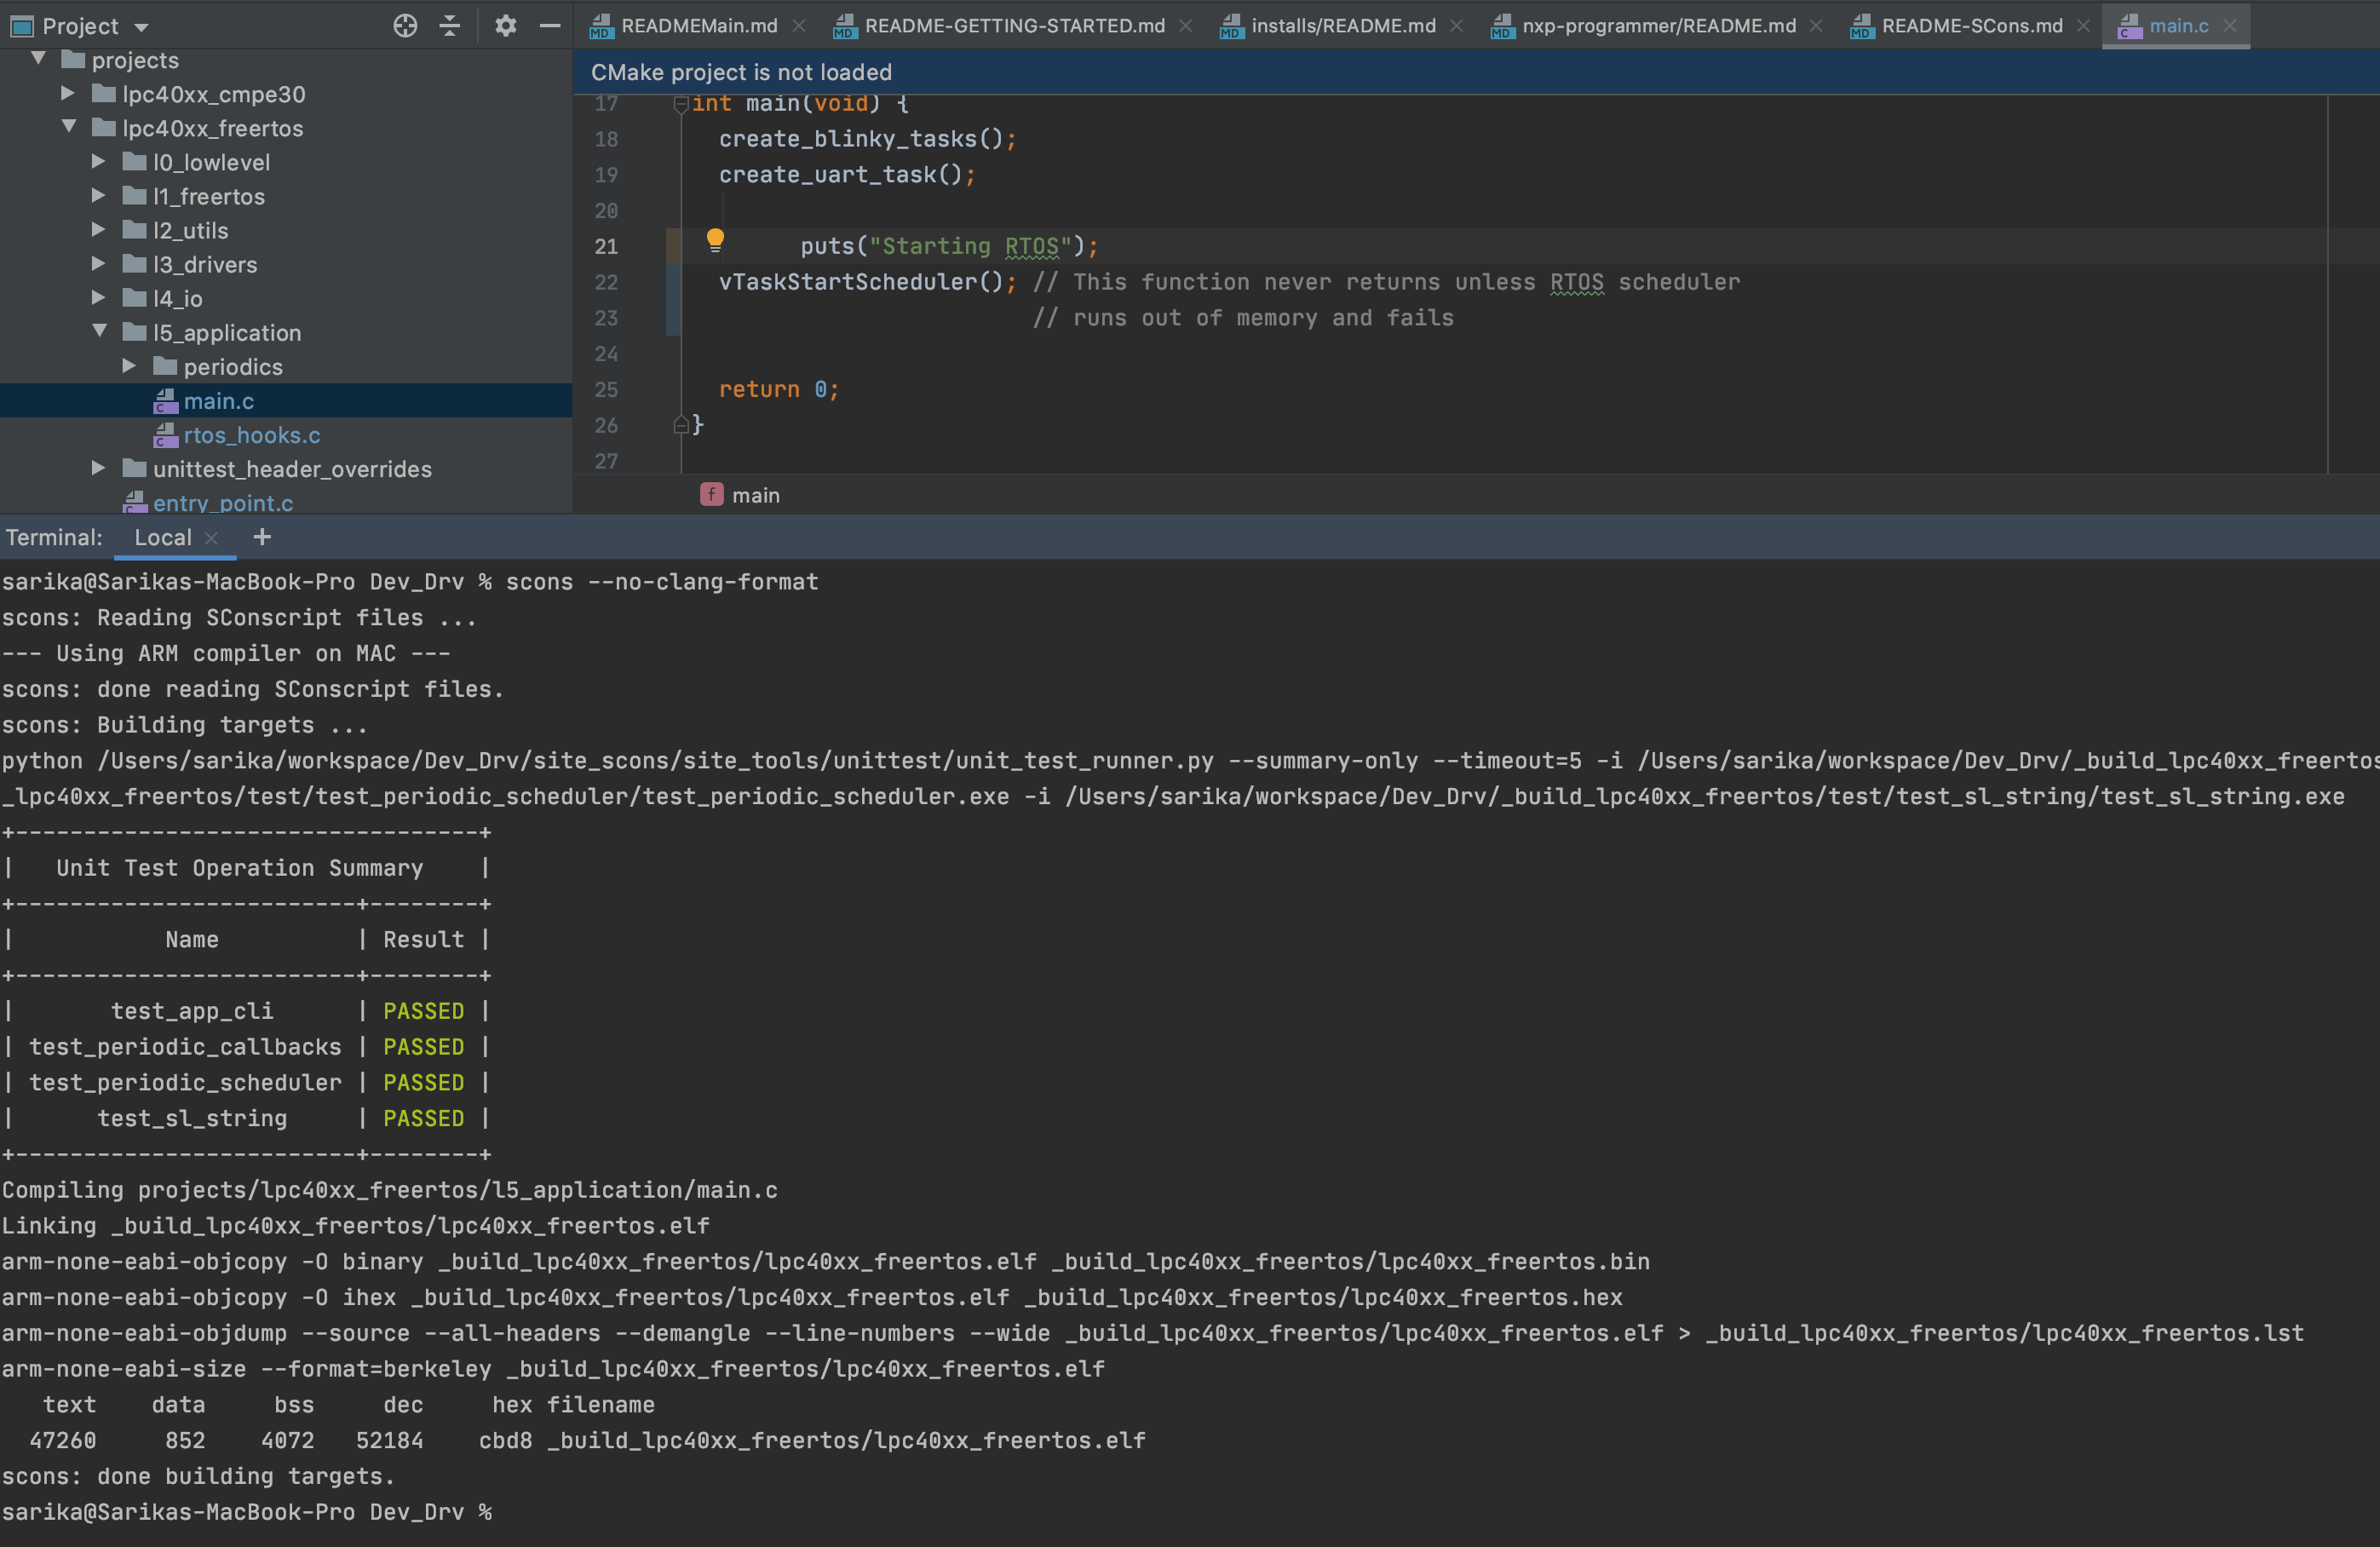 Project
READMEMain.md
README-GETTING-STARTED.md
installs/README.md
nxp-programmer/README.md
README-SCons.md
main.c
projects
lpc40xx_cmpe30
lpc40xx_freertos
l0_lowlevel
l1_freertos
l2_utils
l3_drivers
l4_io
l5_application
periodics
main.c
rtos_hooks.c
unittest_header_overrides
entry_point.c
CMake project is not loaded
17 int main(void) {
18 create_blinky_tasks();
19 create_uart_task();
20
21 puts("Starting RTOS");
22 vTaskStartScheduler(); // This function never returns unless RTOS scheduler
23 // runs out of memory and fails
24
25 return 0;
26 }
27
f main
Terminal: Local +
sarika@Sarikas-MacBook-Pro Dev_Drv % scons --no-clang-format
scons: Reading SConscript files ...
--- Using ARM compiler on MAC ---
scons: done reading SConscript files.
scons: Building targets ...
python /Users/sarika/workspace/Dev_Drv/site_scons/site_tools/unittest/unit_test_runner.py --summary-only --timeout=5 -i /Users/sarika/workspace/Dev_Drv/_build_lpc40xx_freertos
_lpc40xx_freertos/test/test_periodic_scheduler/test_periodic_scheduler.exe -i /Users/sarika/workspace/Dev_Drv/_build_lpc40xx_freertos/test/test_sl_string/test_sl_string.exe
+----------------------------------+
|   Unit Test Operation Summary    |
+-------------------------+--------+
|           Name          | Result |
+-------------------------+--------+
|       test_app_cli      | PASSED |
| test_periodic_callbacks | PASSED |
| test_periodic_scheduler | PASSED |
|      test_sl_string     | PASSED |
+-------------------------+--------+
Compiling projects/lpc40xx_freertos/l5_application/main.c
Linking _build_lpc40xx_freertos/lpc40xx_freertos.elf
arm-none-eabi-objcopy -O binary _build_lpc40xx_freertos/lpc40xx_freertos.elf _build_lpc40xx_freertos/lpc40xx_freertos.bin
arm-none-eabi-objcopy -O ihex _build_lpc40xx_freertos/lpc40xx_freertos.elf _build_lpc40xx_freertos/lpc40xx_freertos.hex
arm-none-eabi-objdump --source --all-headers --demangle --line-numbers --wide _build_lpc40xx_freertos/lpc40xx_freertos.elf > _build_lpc40xx_freertos/lpc40xx_freertos.lst
arm-none-eabi-size --format=berkeley _build_lpc40xx_freertos/lpc40xx_freertos.elf
   text    data     bss     dec     hex filename
  47260     852    4072   52184    cbd8 _build_lpc40xx_freertos/lpc40xx_freertos.elf
scons: done building targets.
sarika@Sarikas-MacBook-Pro Dev_Drv %